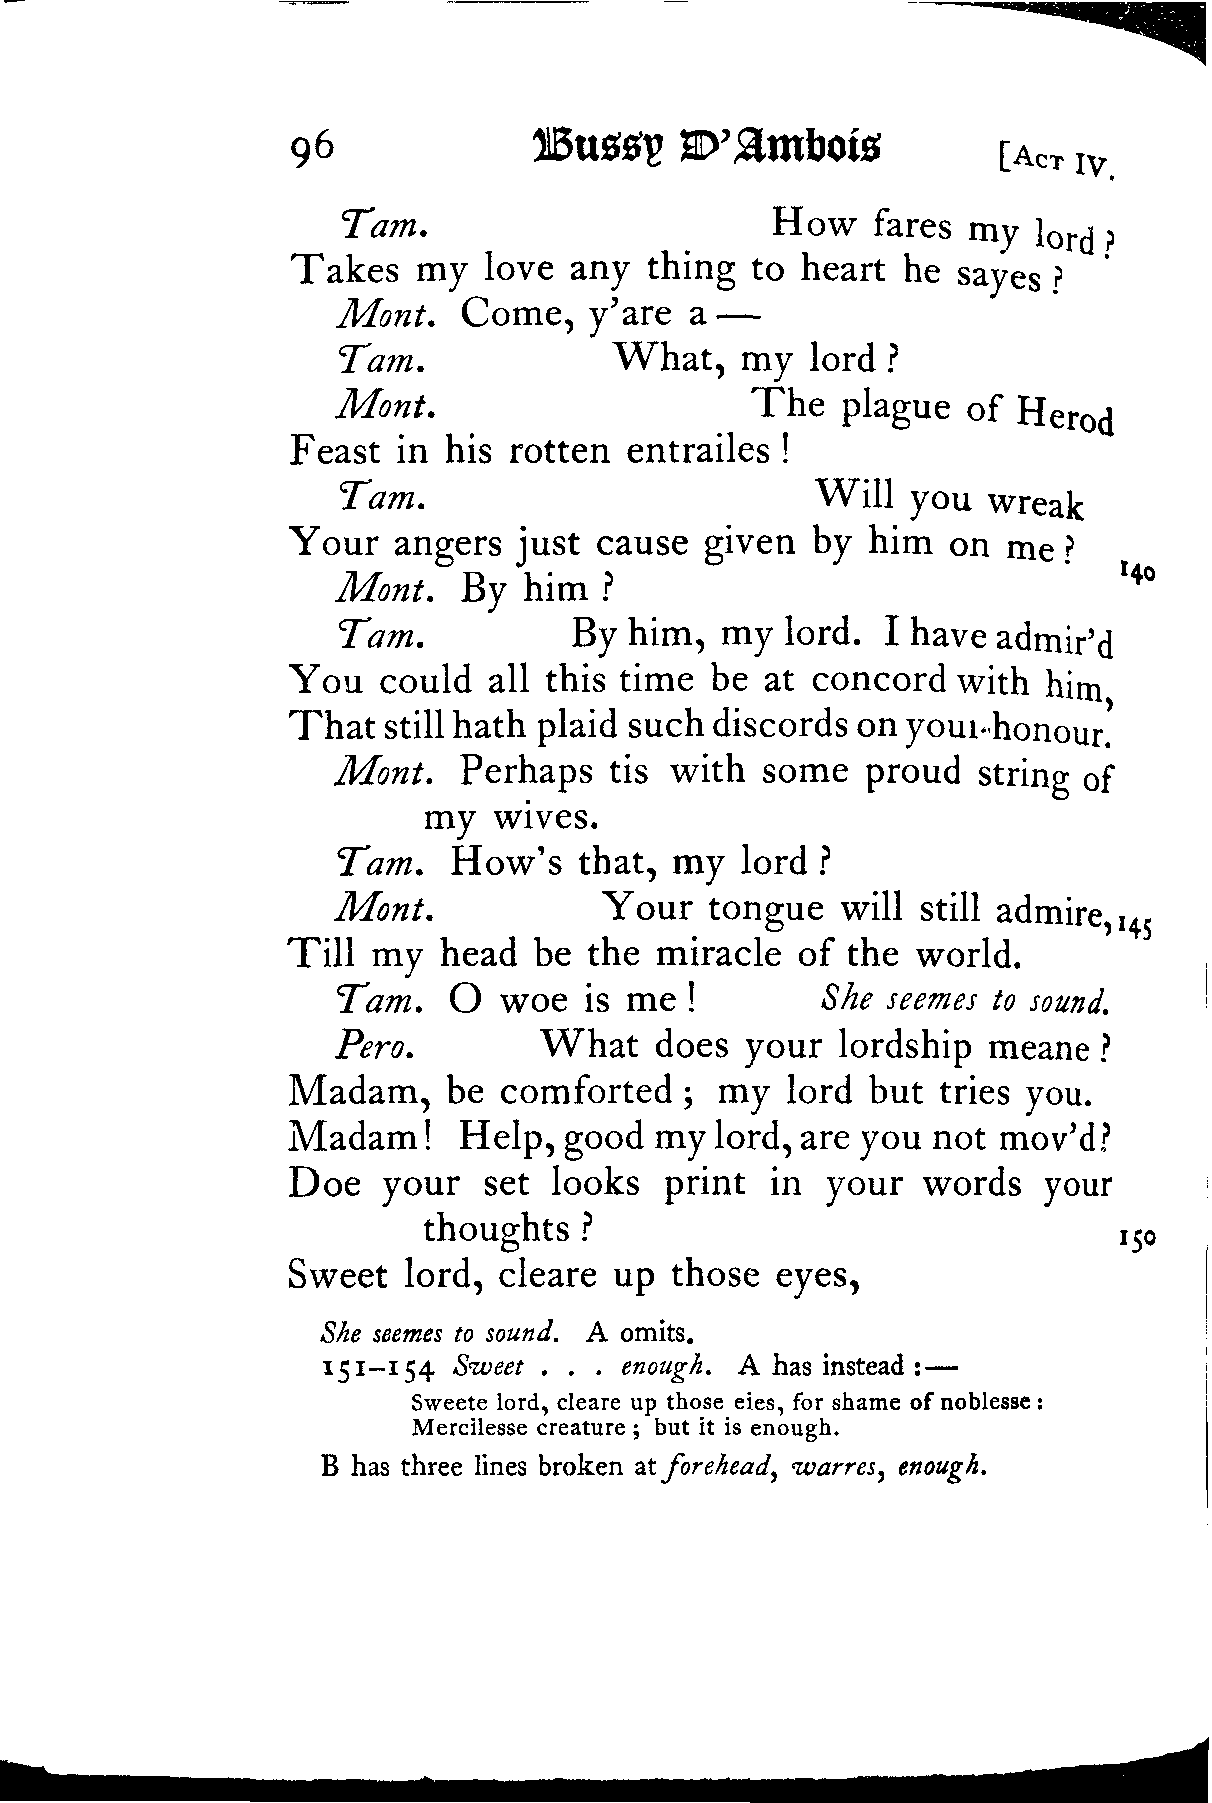 96 Bussy D'Ambois [ACT IV.
Tam. How fares my lord ?
Takes my love any thing to heart he sayes ?
Mont. Come, y'are a —
Tam. What, my lord ?
Mont. The plague of Herod
Feast in his rotten entrailes !
Tam. Will you wreak
Your angers just cause given by him on me ? 140
Mont. By him ?
Tam. By him, my lord. I have admir'd
You could all this time be at concord with him,
That still hath plaid such discords on your honour.
Mont. Perhaps tis with some proud string of
my wives.
Tam. How's that, my lord ?
Mont. Your tongue will still admire, 145
Till my head be the miracle of the world.
Tam. O woe is me ! She seemes to sound.
Pero. What does your lordship meane ?
Madam, be comforted ; my lord but tries you.
Madam ! Help, good my lord, are you not mov'd ?
Doe your set looks print in your words your
thoughts ? 150
Sweet lord, cleare up those eyes,
She seemes to sound. A omits.
151–154 Sweet . . . enough. A has instead :—
Sweete lord, cleare up those eies, for shame of noblesse :
Mercilesse creature ; but it is enough.
B has three lines broken at forehead, warres, enough.